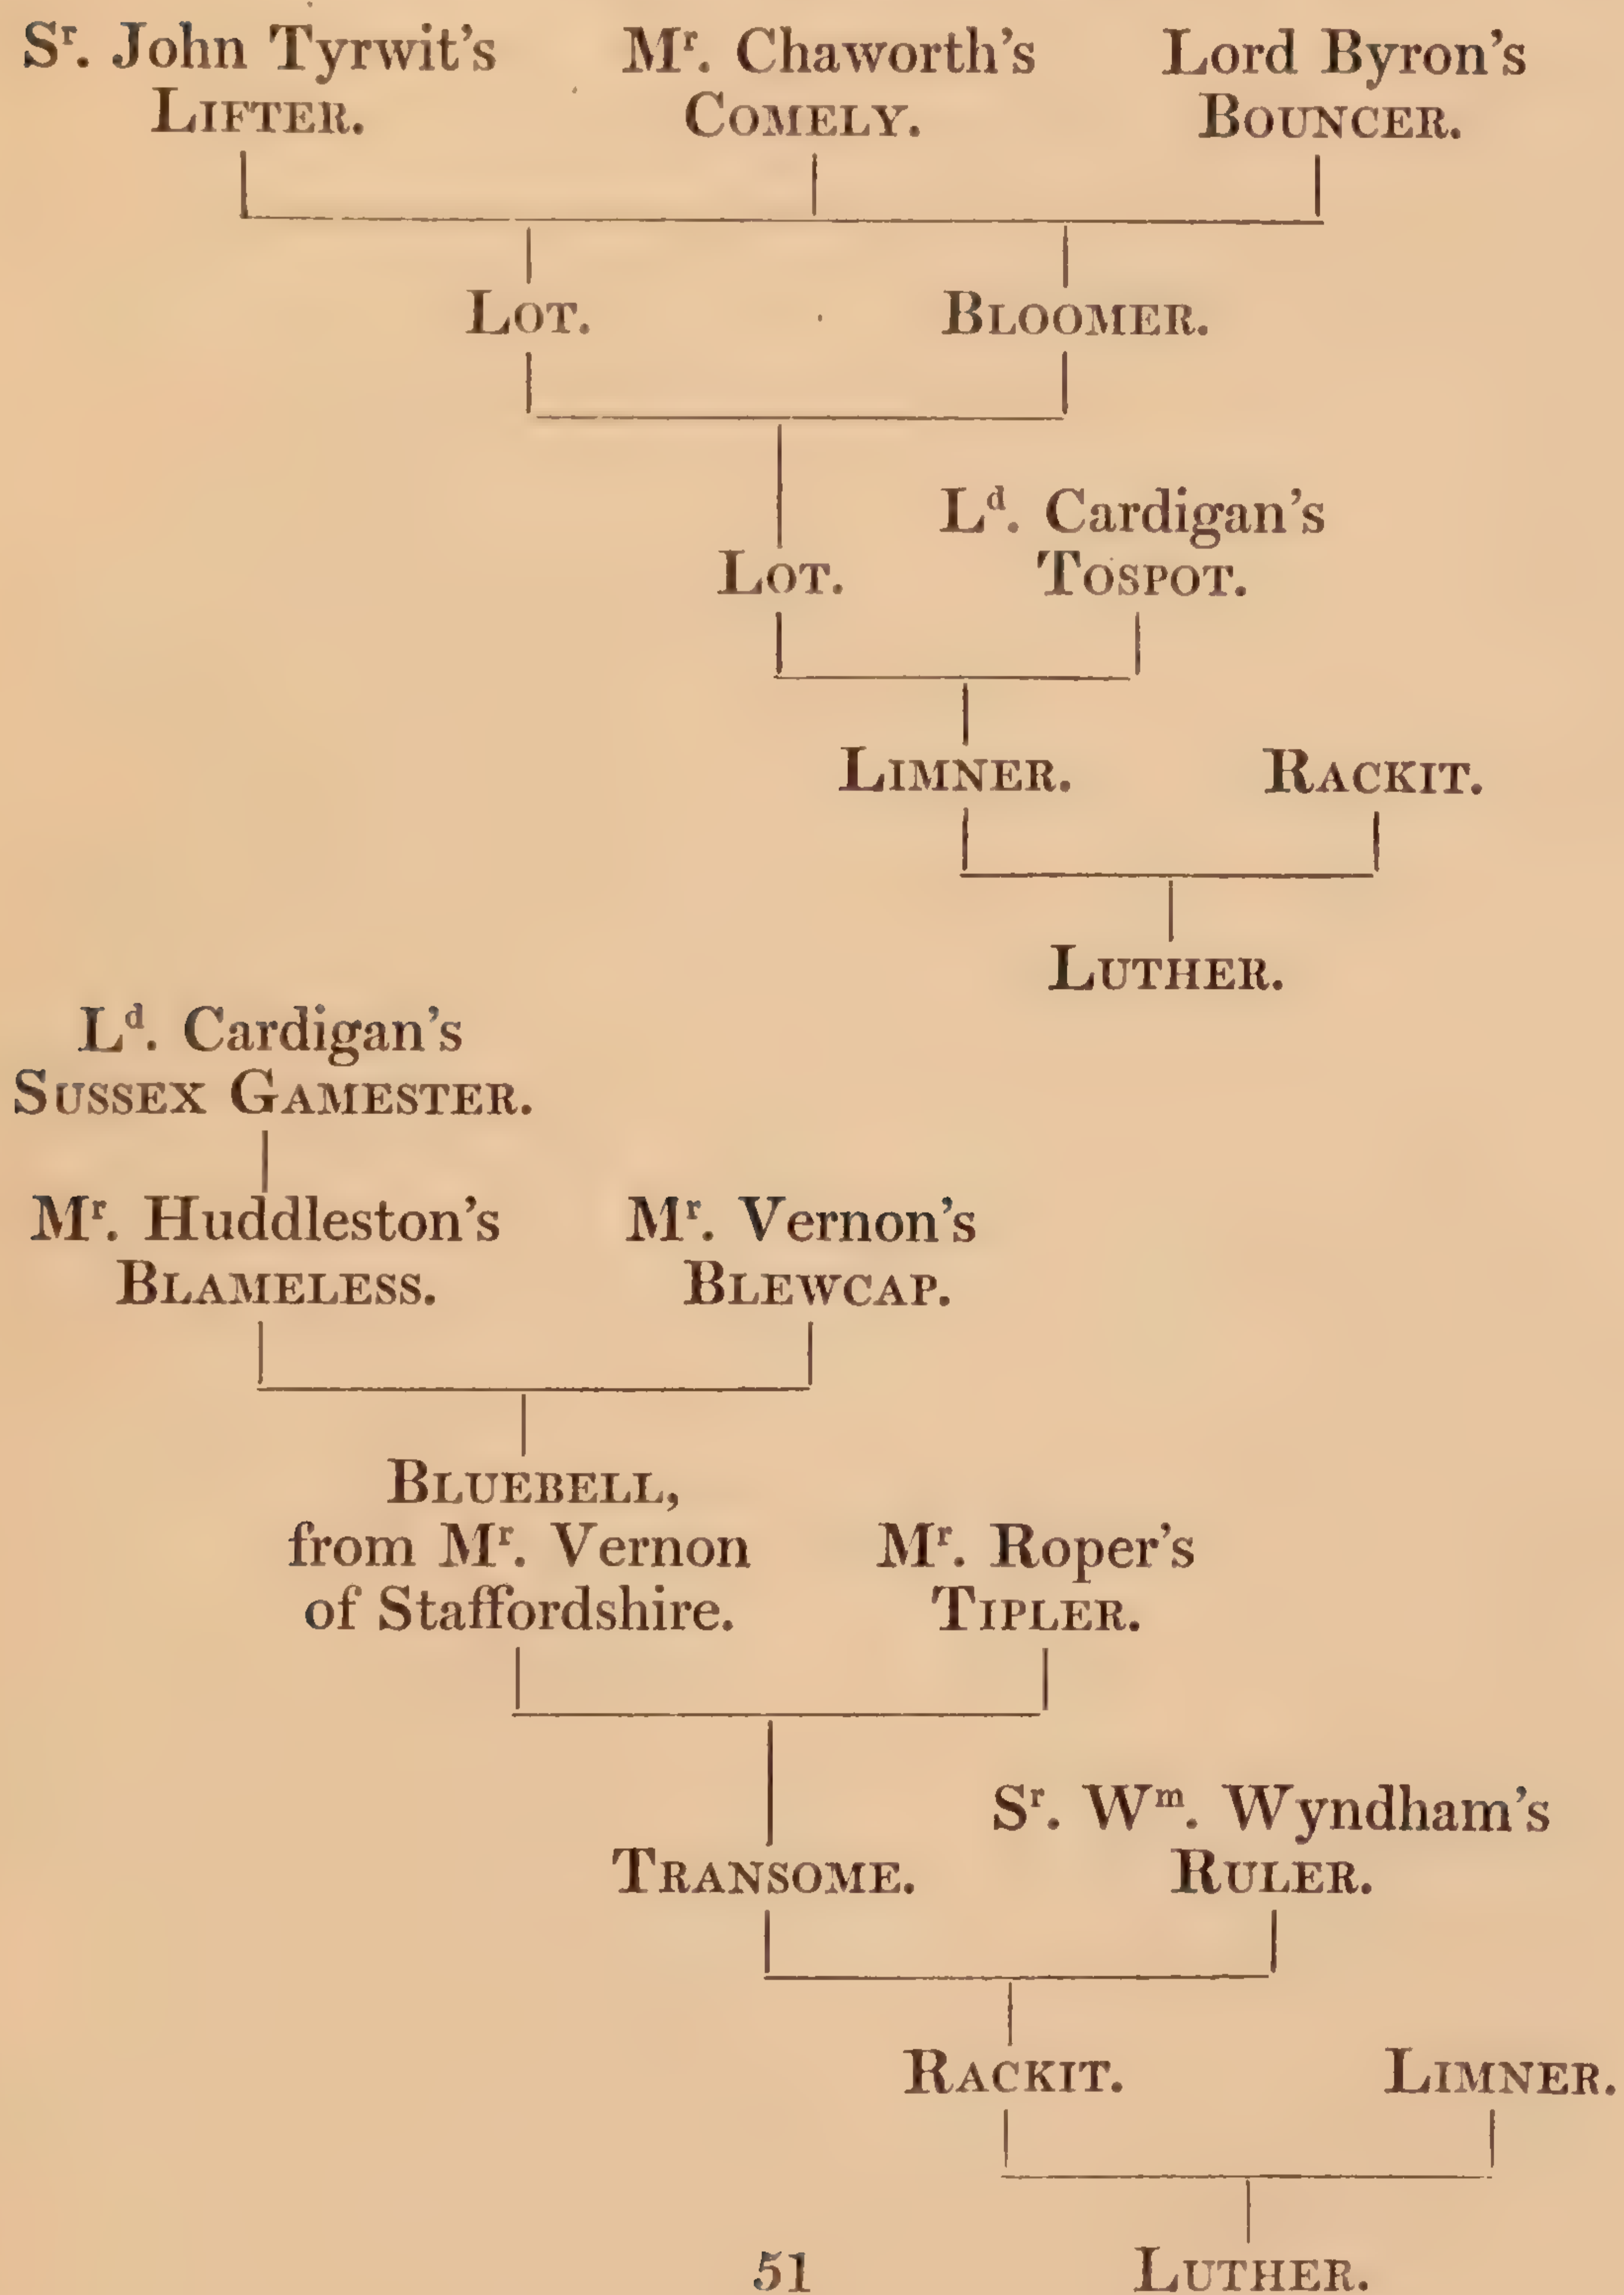 Sʳ. John Tyrwit's Mʳ. Chaworth's Lord Byron's
LIFTER. COMELY. BOUNCER.
LOT. BLOOMER.
Lᵈ. Cardigan's
LOT. TOSPOT.
LIMNER. RACKIT.
LUTHER.
Lᵈ. Cardigan's
SUSSEX GAMESTER.
Mʳ. Huddleston's Mʳ. Vernon's
BLAMELESS. BLEWCAP.
BLUEBELL,
from Mʳ. Vernon Mʳ. Roper's
of Staffordshire. TIPLER.
Sʳ. Wᵐ. Wyndham's
TRANSOME. RULER.
RACKIT. LIMNER.
51 LUTHER.